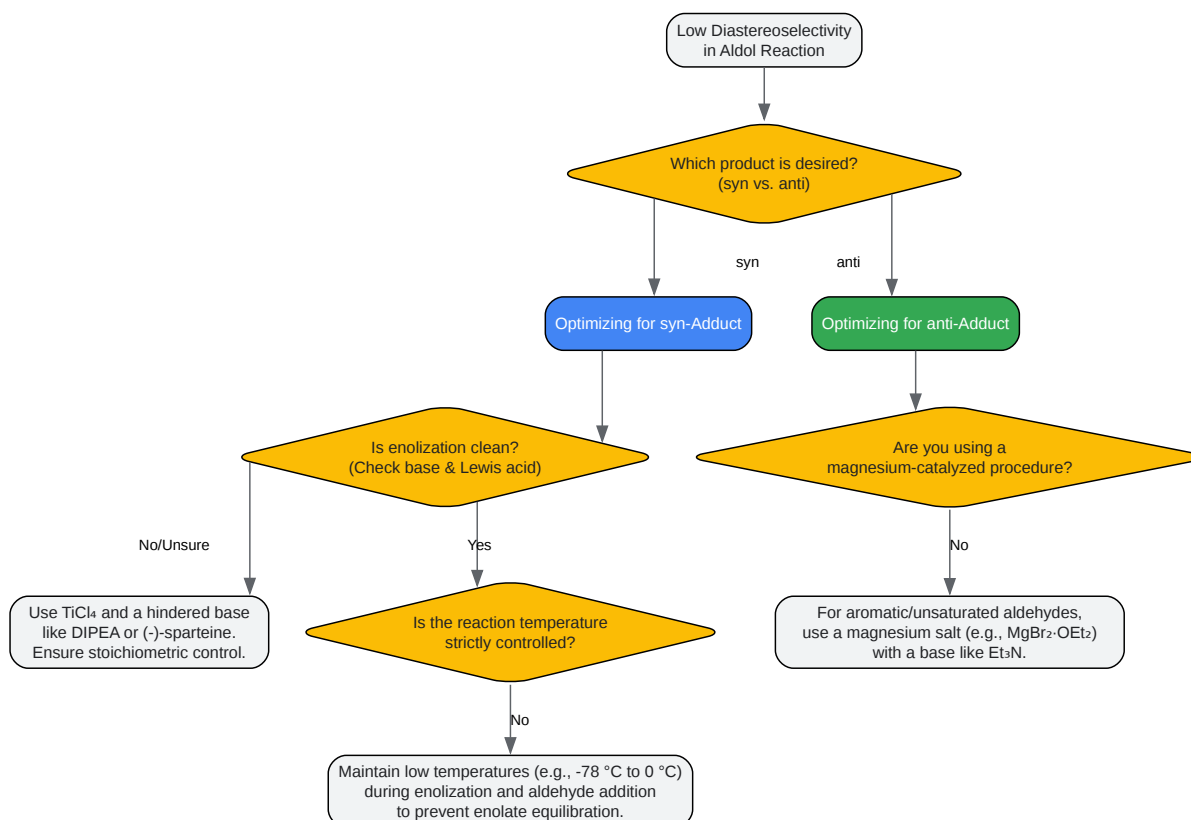 Low Diastereoselectivity
in Aldol Reaction
Which product is desired?
(syn vs. anti)
syn
anti
Optimizing for syn-Adduct
Optimizing for anti-Adduct
Is enolization clean?
(Check base & Lewis acid)
Are you using a
magnesium-catalyzed procedure?
No/Unsure
Yes
No
Use TiCl₄ and a hindered base
like DIPEA or (-)-sparteine.
Ensure stoichiometric control.
Is the reaction temperature
strictly controlled?
For aromatic/unsaturated aldehydes,
use a magnesium salt (e.g., MgBr₂·OEt₂)
with a base like Et₃N.
No
Maintain low temperatures (e.g., -78 °C to 0 °C)
during enolization and aldehyde addition
to prevent enolate equilibration.